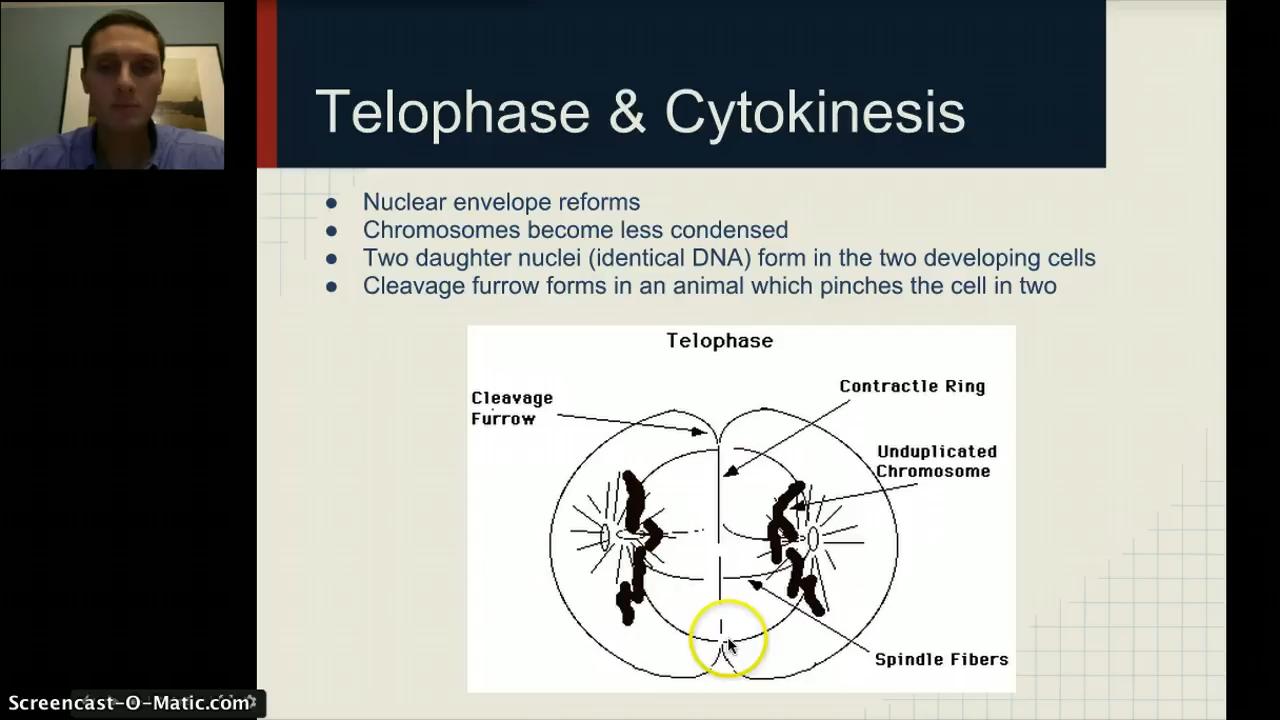 Telophase & Cytokinesis
● Nuclear envelope reforms
● Chromosomes become less condensed
● Two daughter nuclei (identical DNA) form in the two developing cells
● Cleavage furrow forms in an animal which pinches the cell in two
Telophase
Cleavage
Furrow
Contractle Ring
Unduplicated
Chromosome
Spindle Fibers
Screencast-O-Matic.com